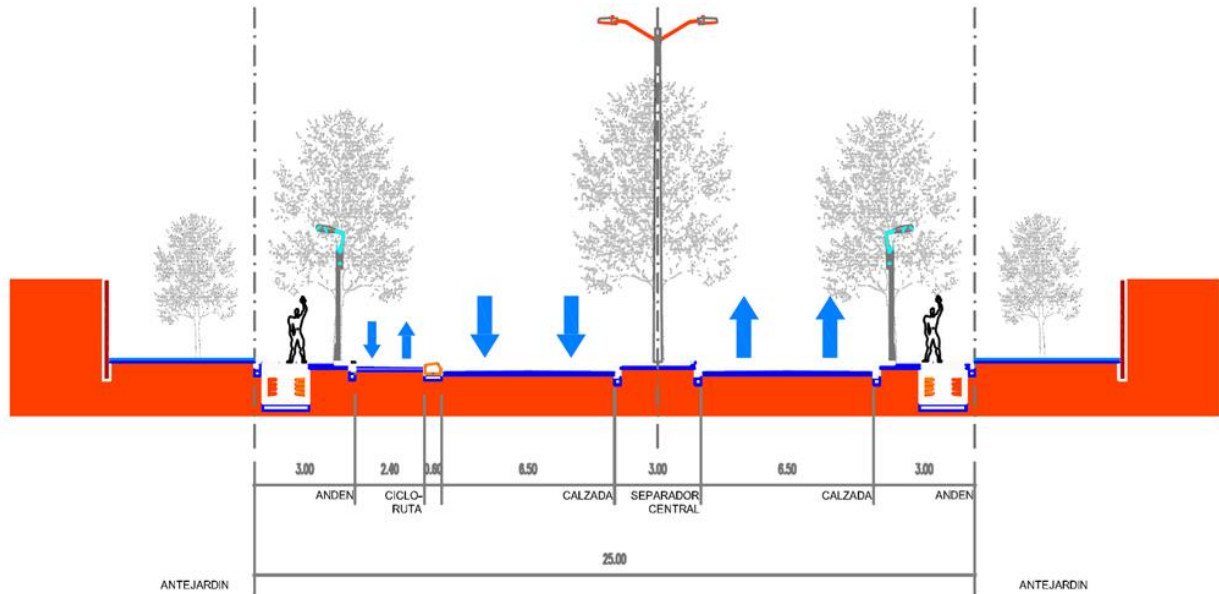 3.00 2.40 0.60 6.50 3.00 6.50 3.00
ANDEN CICLO- CALZADA SEPARADOR CALZADA ANDEN
RUTA CENTRAL
25.00
ANTEJARDIN ANTEJARDIN